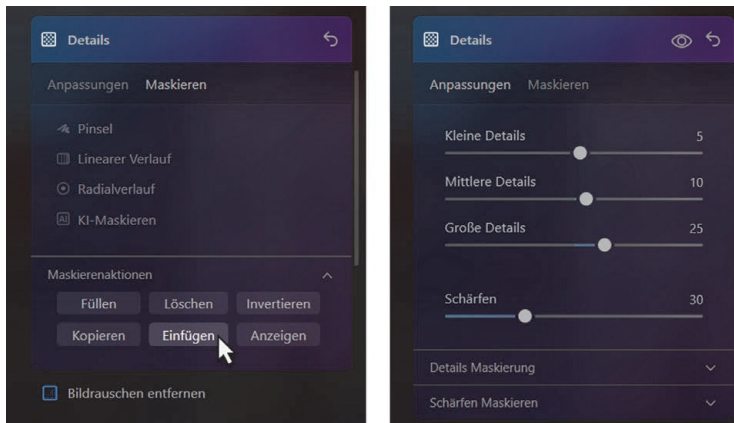 Details
Anpassungen Maskieren
Pinsel
Linearer Verlauf
Radialverlauf
AI KI-Maskieren
Maskierenaktionen
Füllen Löschen Invertieren
Kopieren Einfügen Anzeigen
Bildrauschen entfernen
Details
Anpassungen Maskieren
Kleine Details 5
Mittlere Details 10
Große Details 25
Schärfen 30
Details Maskierung
Schärfen Maskieren